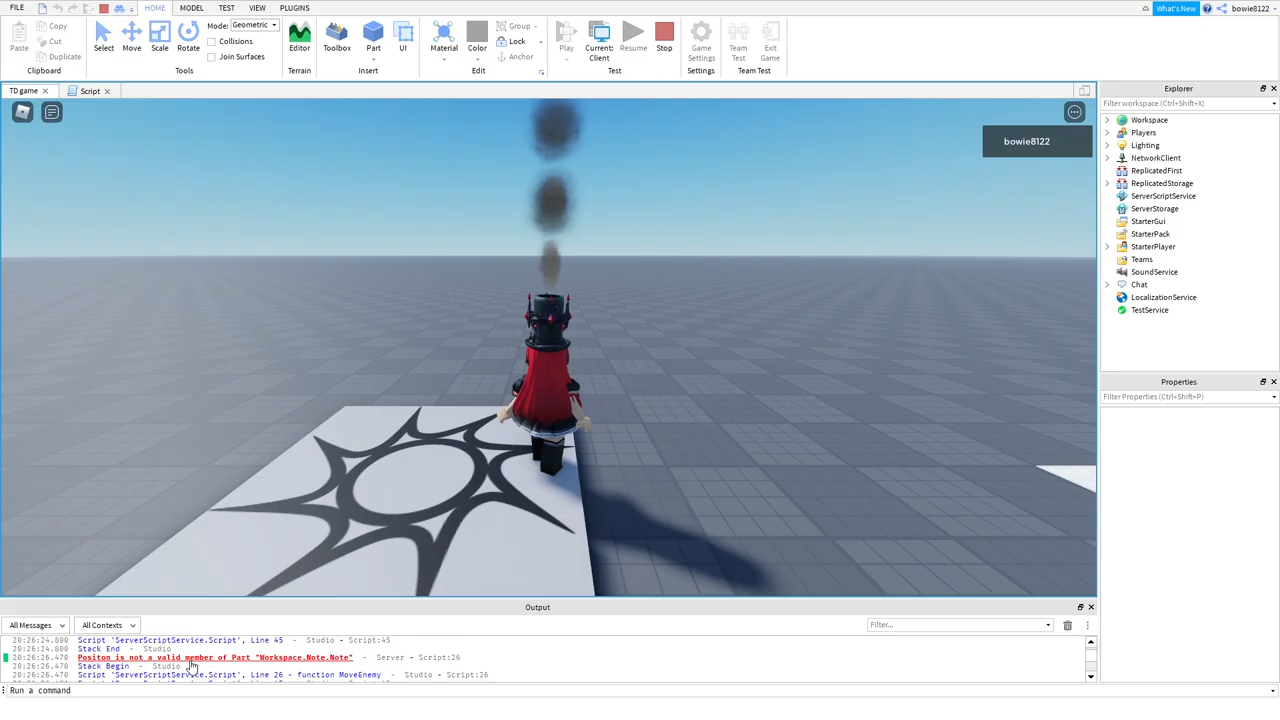 FILE HOME MODEL TEST VIEW PLUGINS What's New bowie8122
Paste Copy Cut Duplicate Clipboard
Select Move Scale Rotate Mode: Geometric Collisions Join Surfaces Tools
Editor Terrain
Toolbox Part UI Insert
Material Color Group Lock Anchor Edit
Play Current: Client Resume Stop Test
Game Settings Settings
Team Test Exit Game Team Test
TD game Script
bowie8122
Explorer
Filter workspace (Ctrl+Shift+X)
Workspace
Players
Lighting
NetworkClient
ReplicatedFirst
ReplicatedStorage
ServerScriptService
ServerStorage
StarterGui
StarterPack
StarterPlayer
Teams
SoundService
Chat
LocalizationService
TestService
Properties
Filter Properties (Ctrl+Shift+P)
Output
All Messages All Contexts Filter...
20:26:24.800 Script 'ServerScriptService.Script', Line 45 - Studio - Script:45
20:26:24.800 Stack End - Studio
20:26:26.470 Positon is not a valid member of Part "Workspace.Note.Note" - Server - Script:26
20:26:26.470 Stack Begin - Studio
20:26:26.470 Script 'ServerScriptService.Script', Line 26 - function MoveEnemy - Studio - Script:26
Run a command